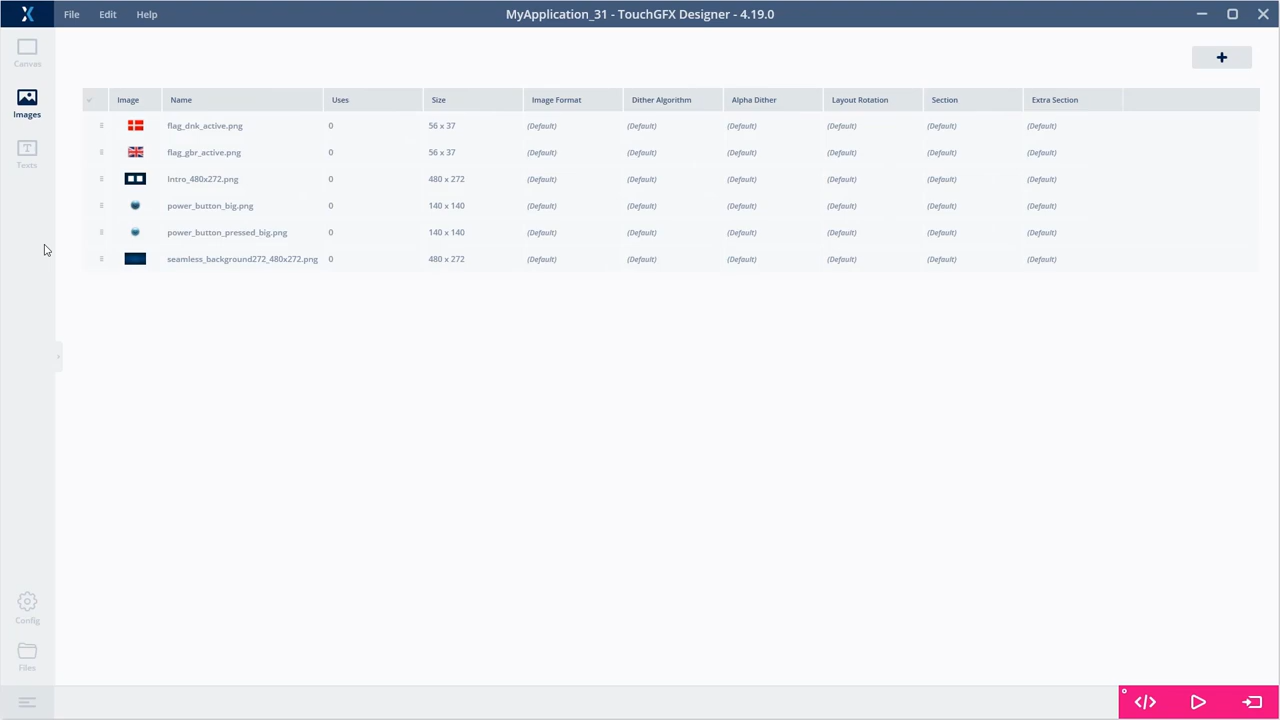 File Edit Help MyApplication_31 - TouchGFX Designer - 4.19.0
Canvas
Images
Texts
Image Name Uses Size Image Format Dither Algorithm Alpha Dither Layout Rotation Section Extra Section
flag_dnk_active.png 0 56 x 37 (Default) (Default) (Default) (Default) (Default) (Default)
flag_gbr_active.png 0 56 x 37 (Default) (Default) (Default) (Default) (Default) (Default)
Intro_480x272.png 0 480 x 272 (Default) (Default) (Default) (Default) (Default) (Default)
power_button_big.png 0 140 x 140 (Default) (Default) (Default) (Default) (Default) (Default)
power_button_pressed_big.png 0 140 x 140 (Default) (Default) (Default) (Default) (Default) (Default)
seamless_background272_480x272.png 0 480 x 272 (Default) (Default) (Default) (Default) (Default) (Default)
Config
Files